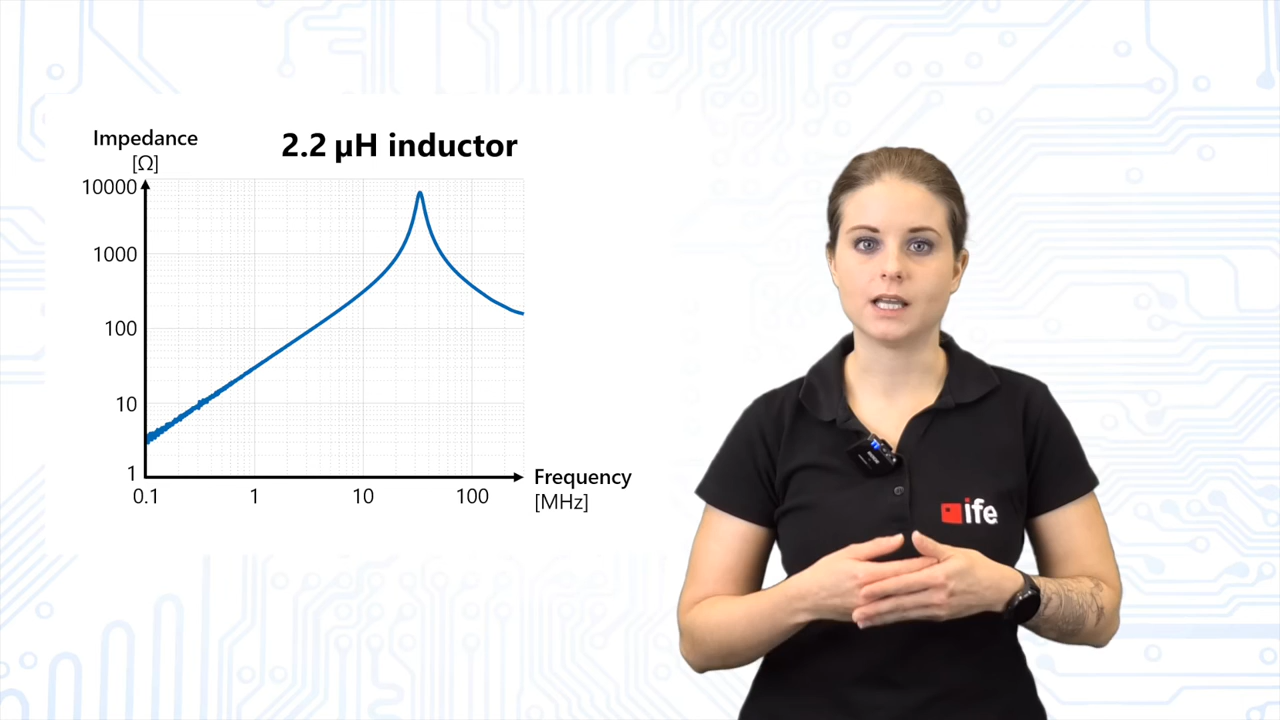 Impedance
[Ω]
2.2 µH inductor
10000
1000
100
10
1
0.1
1
10
100
Frequency
[MHz]
ife